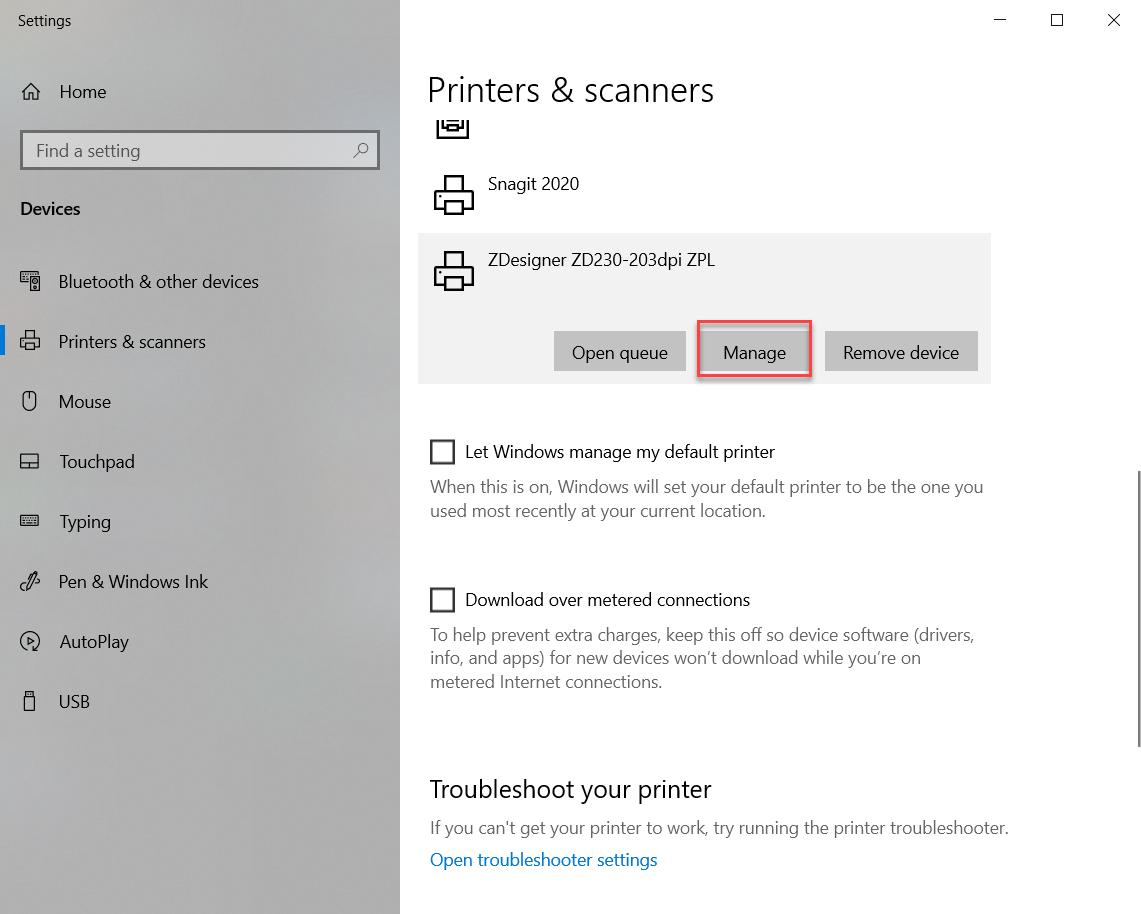 Settings
Home
Find a setting
Devices
Bluetooth & other devices
Printers & scanners
Mouse
Touchpad
Typing
Pen & Windows Ink
AutoPlay
USB
Printers & scanners
Snagit 2020
ZDesigner ZD230-203dpi ZPL
Open queue
Manage
Remove device
Let Windows manage my default printer
When this is on, Windows will set your default printer to be the one you
used most recently at your current location.
Download over metered connections
To help prevent extra charges, keep this off so device software (drivers,
info, and apps) for new devices won’t download while you’re on
metered Internet connections.
Troubleshoot your printer
If you can't get your printer to work, try running the printer troubleshooter.
Open troubleshooter settings